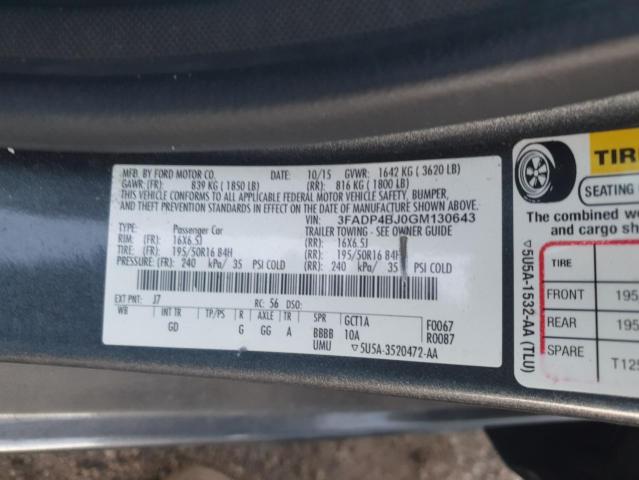 MFD. BY FORD MOTOR CO. DATE: 10/15 GVWR: 1642 KG ( 3620 LB)
GAWR: (FR): 839 KG ( 1850 LB) (RR): 816 KG ( 1800 LB)
THIS VEHICLE CONFORMS TO ALL APPLICABLE FEDERAL MOTOR VEHICLE SAFETY, BUMPER,
AND THEFT PREVENTION STANDARDS IN EFFECT ON THE DATE OF MANUFACTURE SHOWN ABOVE.
VIN: 3FADP4BJ0GM130643
TYPE: Passenger Car TRAILER TOWING - SEE OWNER GUIDE
RIM: (FR): 16X6.5J (RR): 16X6.5J
TIRE: (FR): 195/50R16 84H (RR): 195/50R16 84H
PRESSURE: (FR): 240 kPa/ 35 PSI COLD (RR): 240 kPa/ 35 PSI COLD
EXT PNT: J7 RC: 56 DSO:
WB INT TR TP/PS R AXLE TR SPR GCT1A F0067
GD G GG A BBBB 10A R0087
UMU ▽5U5A-3520472-AA
▽5U5A-1532-AA (TLU)
TIR
SEATING
The combined w
and cargo sh
TIRE
FRONT 195
REAR 195
SPARE T125